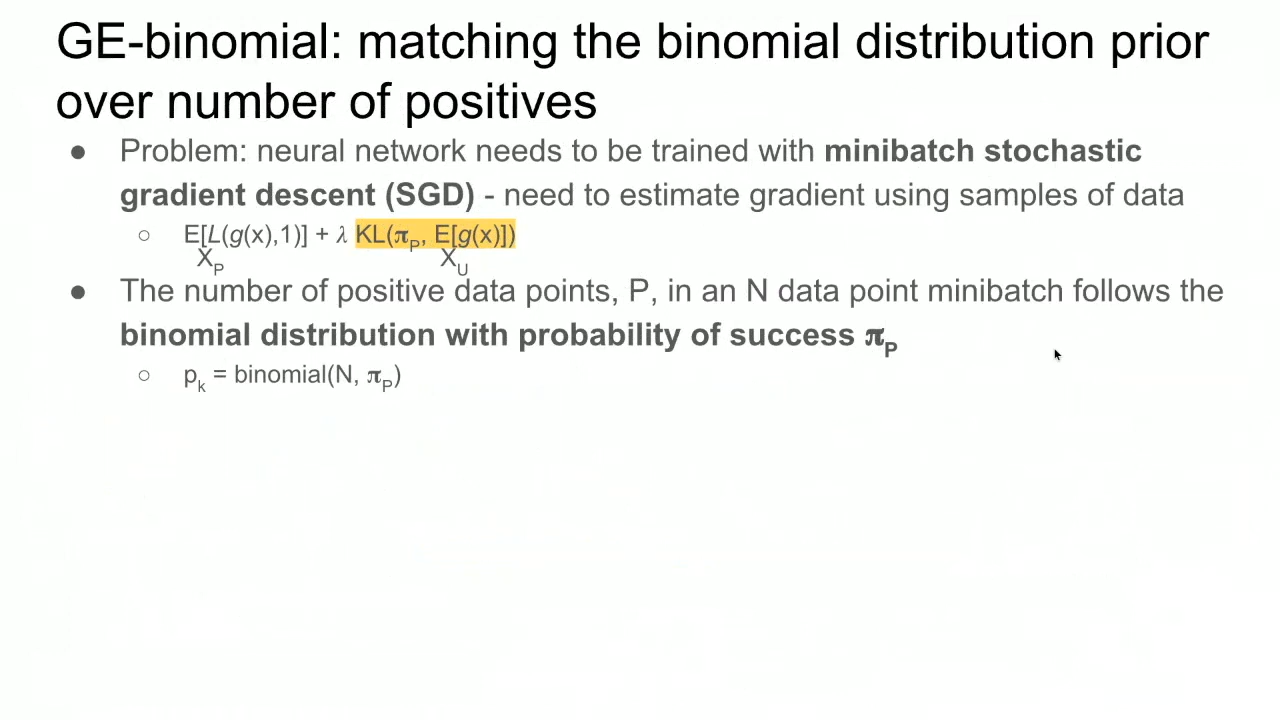 GE-binomial: matching the binomial distribution prior
over number of positives
● Problem: neural network needs to be trained with minibatch stochastic
gradient descent (SGD) - need to estimate gradient using samples of data
○ E[L(g(x),1)] + λ KL(πP, E[g(x)])
XP XU
● The number of positive data points, P, in an N data point minibatch follows the
binomial distribution with probability of success πP
○ pk = binomial(N, πP)